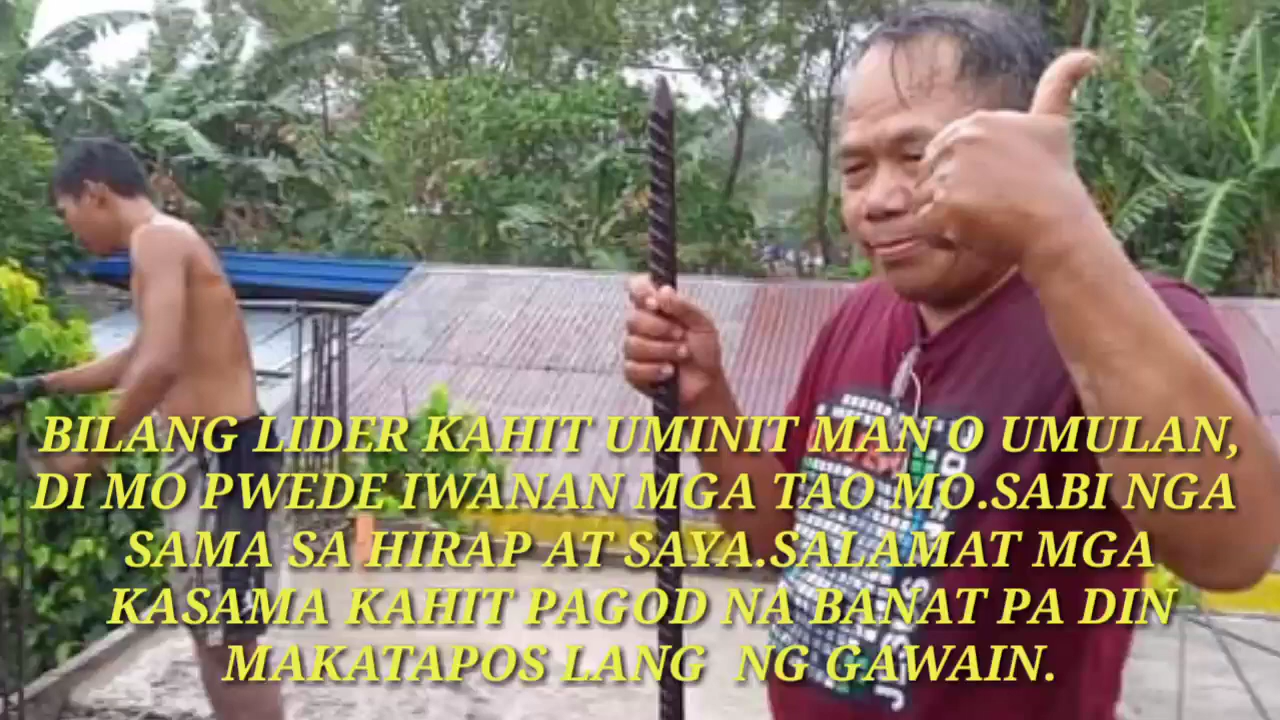 BILANG LIDER KAHIT UMINIT MAN O UMULAN,
DI MO PWEDE IWANAN MGA TAO MO.SABI NGA
SAMA SA HIRAP AT SAYA.SALAMAT MGA
KASAMA KAHIT PAGOD NA BANAT PA DIN
MAKATAPOS LANG NG GAWAIN.